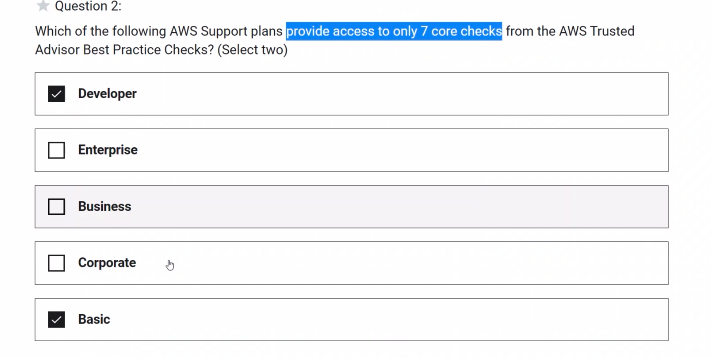 Question 2:
Which of the following AWS Support plans provide access to only 7 core checks from the AWS Trusted
Advisor Best Practice Checks? (Select two)
Developer
Enterprise
Business
Corporate
Basic